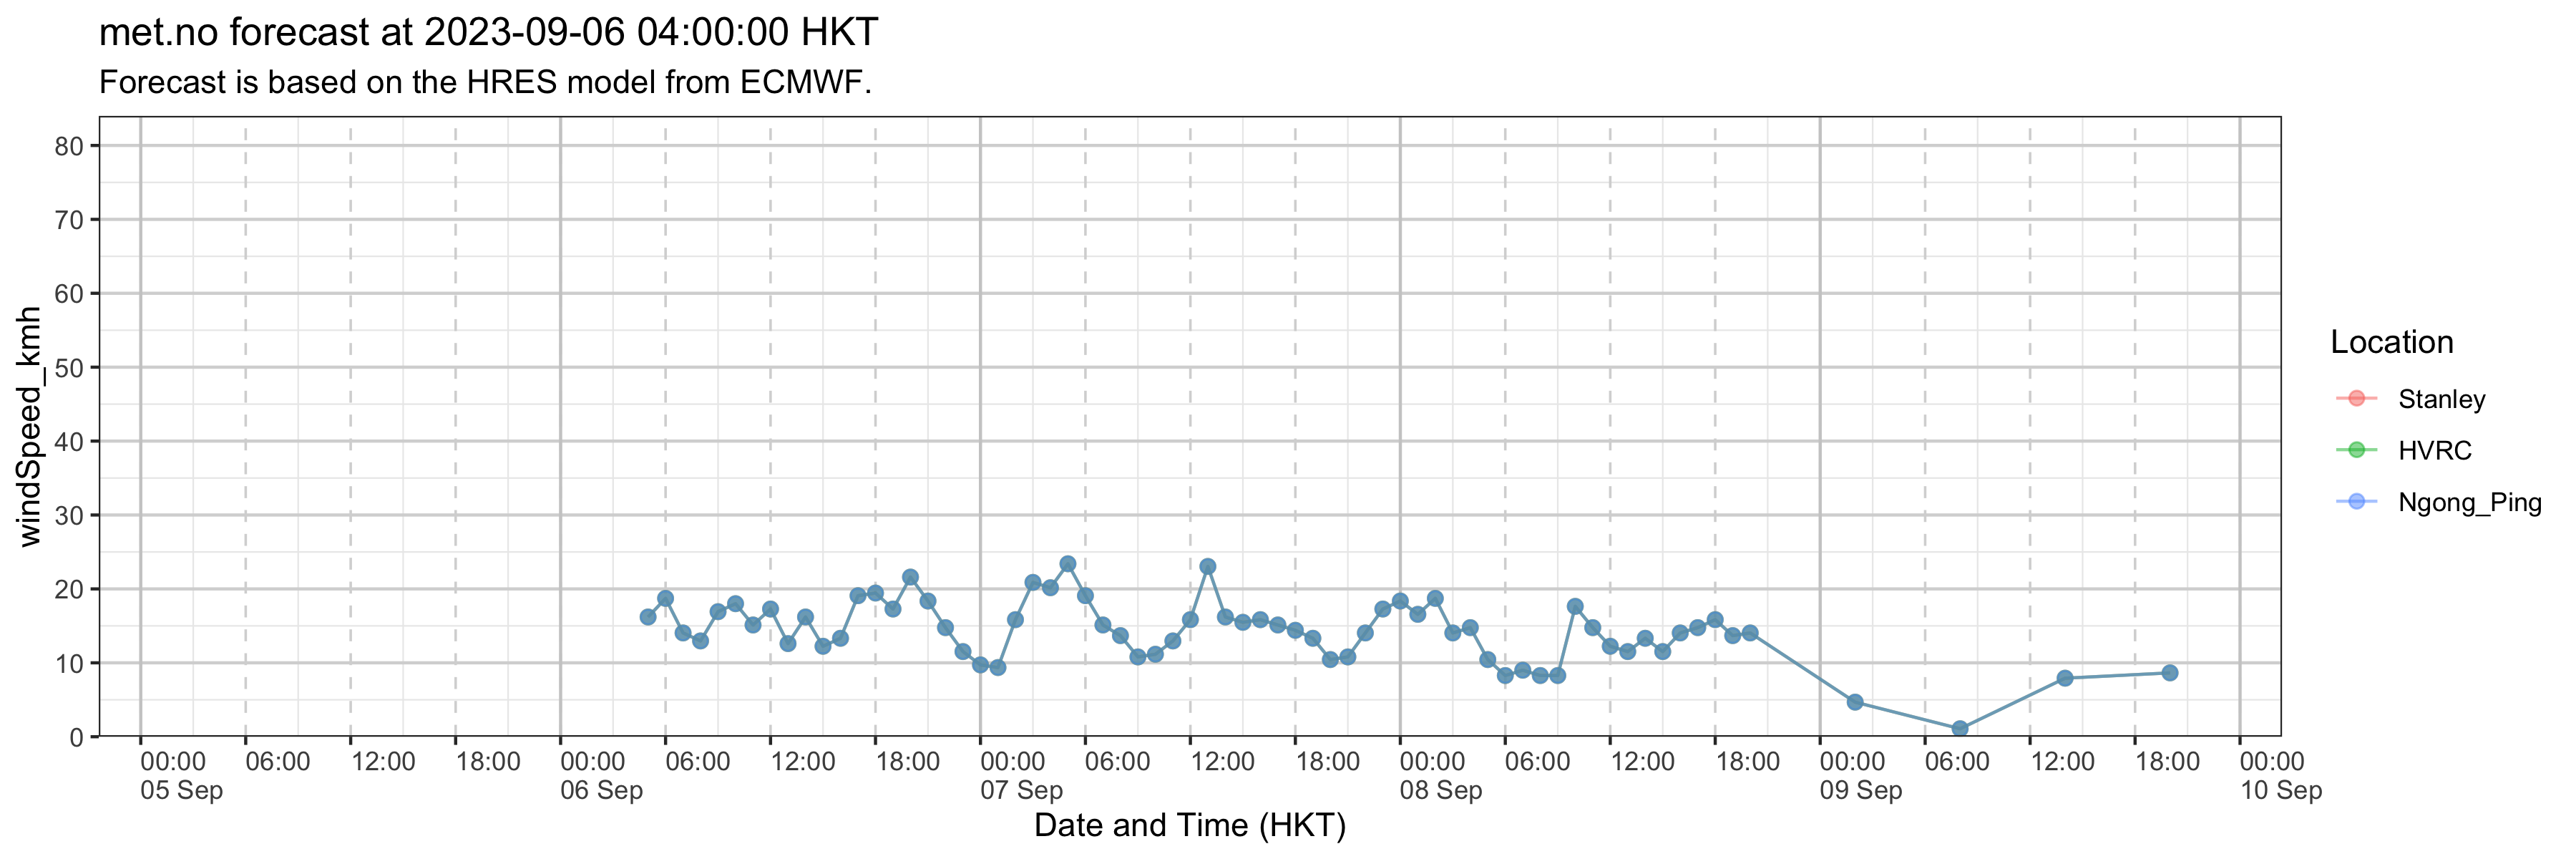 met.no forecast at 2023-09-06 04:00:00 HKT
Forecast is based on the HRES model from ECMWF.
windSpeed_kmh
80
70
60
50
40
30
20
10
0
00:00 06:00 12:00 18:00 00:00 06:00 12:00 18:00 00:00 06:00 12:00 18:00 00:00 06:00 12:00 18:00 00:00 06:00 12:00 18:00 00:00
05 Sep 06 Sep 07 Sep 08 Sep 09 Sep 10 Sep
Date and Time (HKT)
Location
Stanley
HVRC
Ngong_Ping